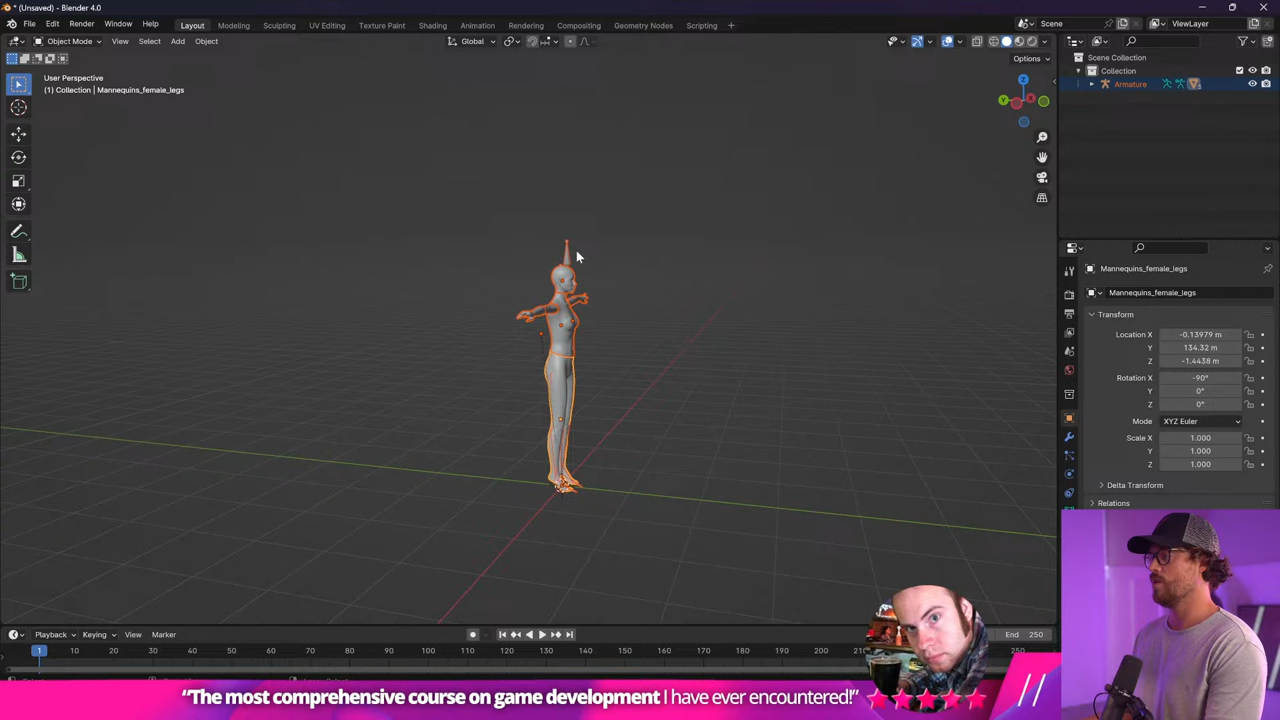 * (Unsaved) - Blender 4.0
File Edit Render Window Help Layout Modeling Sculpting UV Editing Texture Paint Shading Animation Rendering Compositing Geometry Nodes Scripting + Scene ViewLayer
Object Mode View Select Add Object Global
Options
User Perspective
(1) Collection | Mannequins_female_legs
Z
Y
X
Scene Collection
Collection
Armature
Mannequins_female_legs
Mannequins_female_legs
Transform
Location X -0.13979 m
Y 134.32 m
Z -1.4438 m
Rotation X -90°
Y 0°
Z 0°
Mode XYZ Euler
Scale X 1.000
Y 1.000
Z 1.000
Delta Transform
Relations
Playback Keying View Marker
End 250
1 10 20 30 40 50 60 70 80 90 100 110 120 130 140 150 160 170 180 190 200 250
“The most comprehensive course on game development I have ever encountered!”